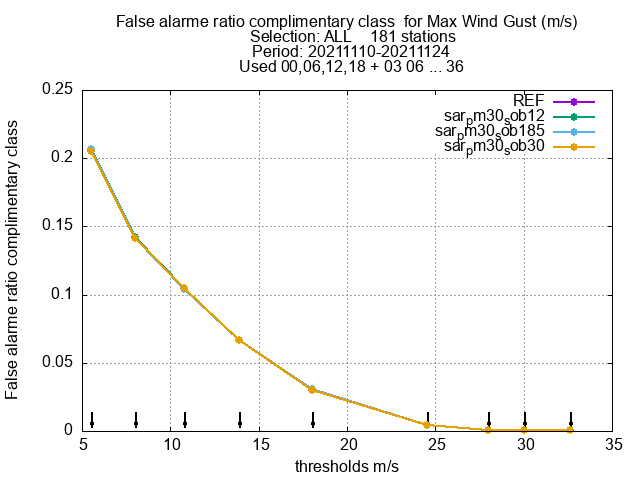 False alarme ratio complimentary class  for Max Wind Gust (m/s)
Selection: ALL    181 stations
Period: 20211110-20211124
Used 00,06,12,18 + 03 06 ... 36
REF
sar_pm30_sob12
sar_pm30_sob185
sar_pm30_sob30
False alarme ratio complimentary class
0.25
0.2
0.15
0.1
0.05
0
5 10 15 20 25 30 35
thresholds m/s